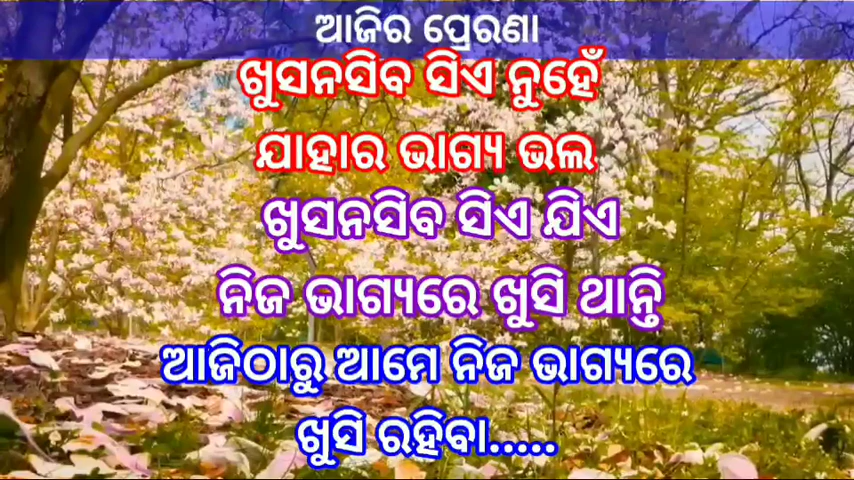 ଆଜିର ପ୍ରେରଣା
ଖୁସନସିବ ସିଏ ନୁହେଁ
ଯାହାର ଭାଗ୍ୟ ଭଲ
ଖୁସନସିବ ସିଏ ଯିଏ
ନିଜ ଭାଗ୍ୟରେ ଖୁସି ଥାନ୍ତି
ଆଜିଠାରୁ ଆମେ ନିଜ ଭାଗ୍ୟରେ
ଖୁସି ରହିବା.....